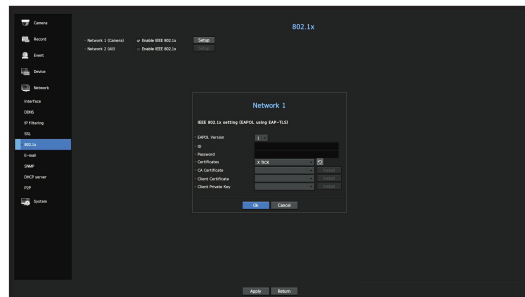 802.1x
Camera
Record
Event
Device
Network
Interface
DDNS
IP Filtering
SSL
802.1x
E-mail
SNMP
DHCP server
P2P
System
Network 1 (Camera) Enable IEEE 802.1x Setup
Network 2 (All) Enable IEEE 802.1x Setup
Network 1
IEEE 802.1x setting (EAPOL using EAP-TLS)
EAPOL Version 1
ID
Password
Certificates X TICK
CA Certificate Install
Client Certificate Install
Client Private Key Install
Ok Cancel
Apply Return